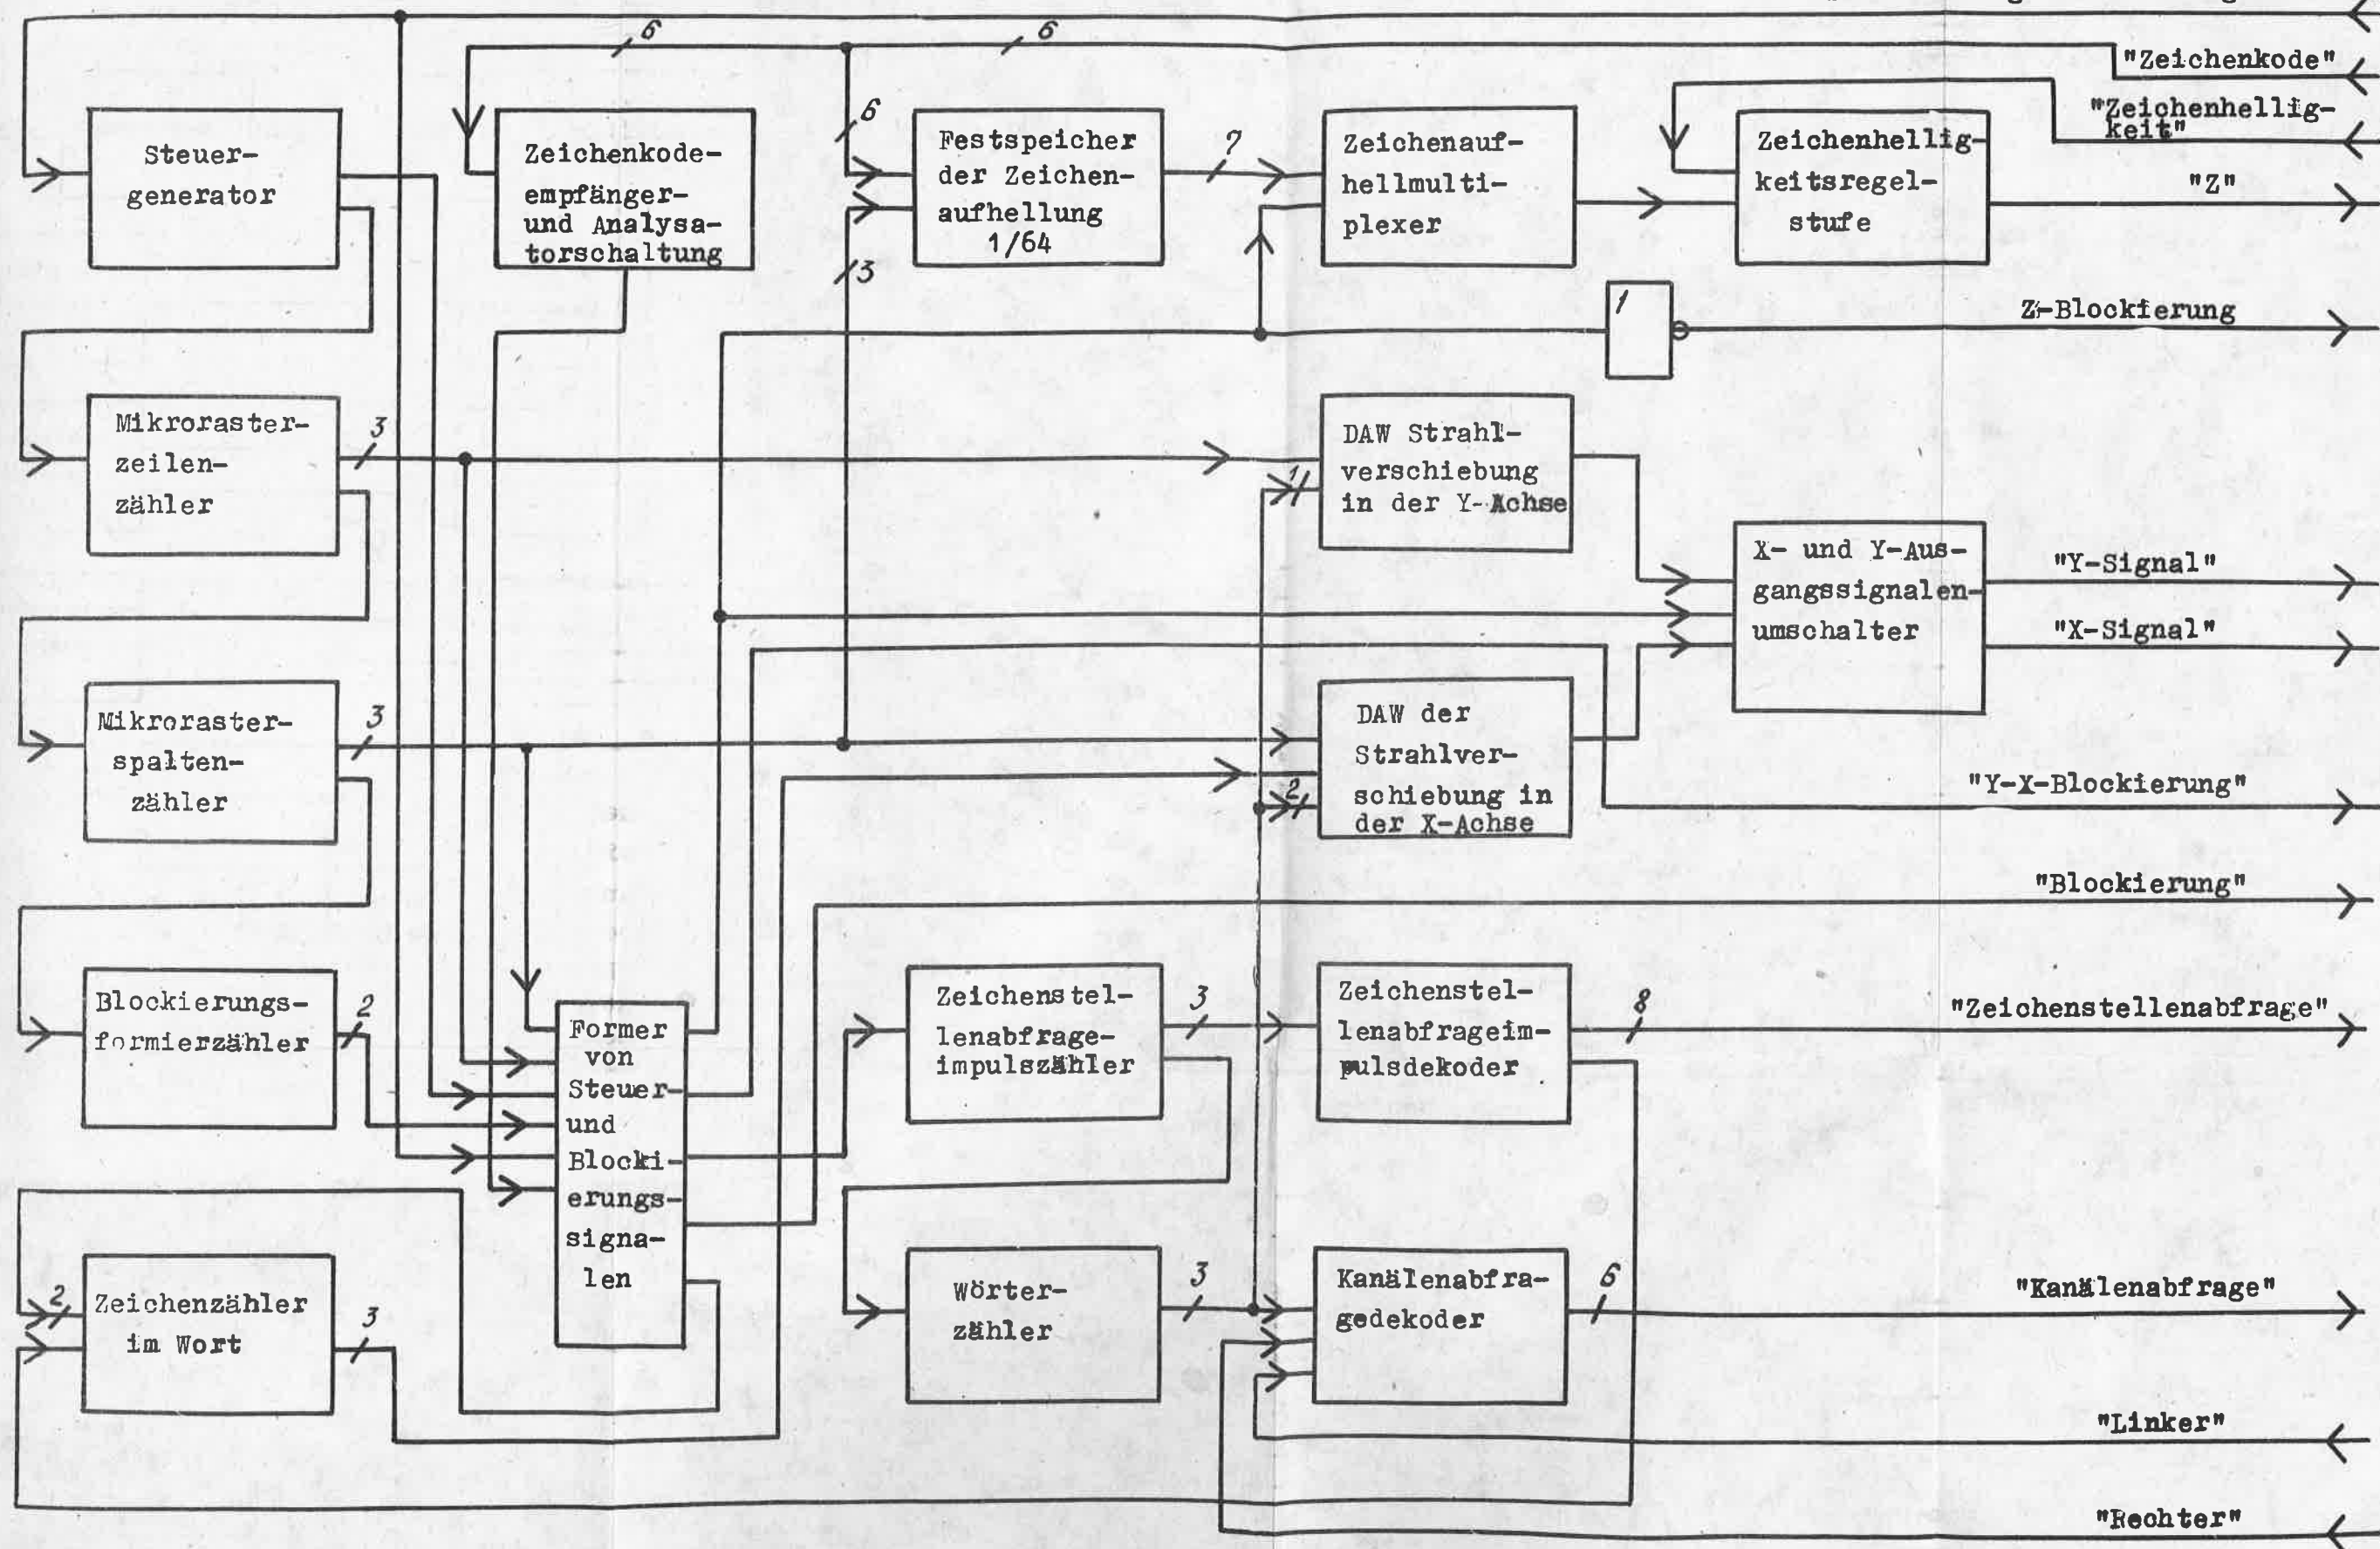 6
6
"Zeichenkode"
"Zeichenhellig-
keit"
Steuer-
generator
Zeichenkode-
empfänger-
und Analysa-
torschaltung
6
3
Festspeicher
der Zeichen-
aufhellung
1/64
7
Zeichenauf-
hellmulti-
plexer
Zeichenhellig-
keitsregel-
stufe
"Z"
1
Z-Blockierung
Mikroraster-
zeilen-
zähler
3
DAW Strahl-
verschiebung
in der Y-Achse
1
X- und Y-Aus-
gangssignalen-
umschalter
"Y-Signal"
"X-Signal"
Mikroraster-
spalten-
zähler
3
DAW der
Strahlver-
schiebung in
der X-Achse
2
"Y-X-Blockierung"
"Blockierung"
Blockierungs-
formierzähler
2
Former
von
Steuer-
und
Blocki-
erungs-
signa-
len
Zeichenstel-
lenabfrage-
impulszähler
3
Zeichenstel-
lenabfrageim-
pulsdekoder
8
"Zeichenstellenabfrage"
2
Zeichenzähler
im Wort
3
Wörter-
zähler
3
Kanälenabfra-
gedekoder
6
"Kanälenabfrage"
"Linker"
"Rechter"